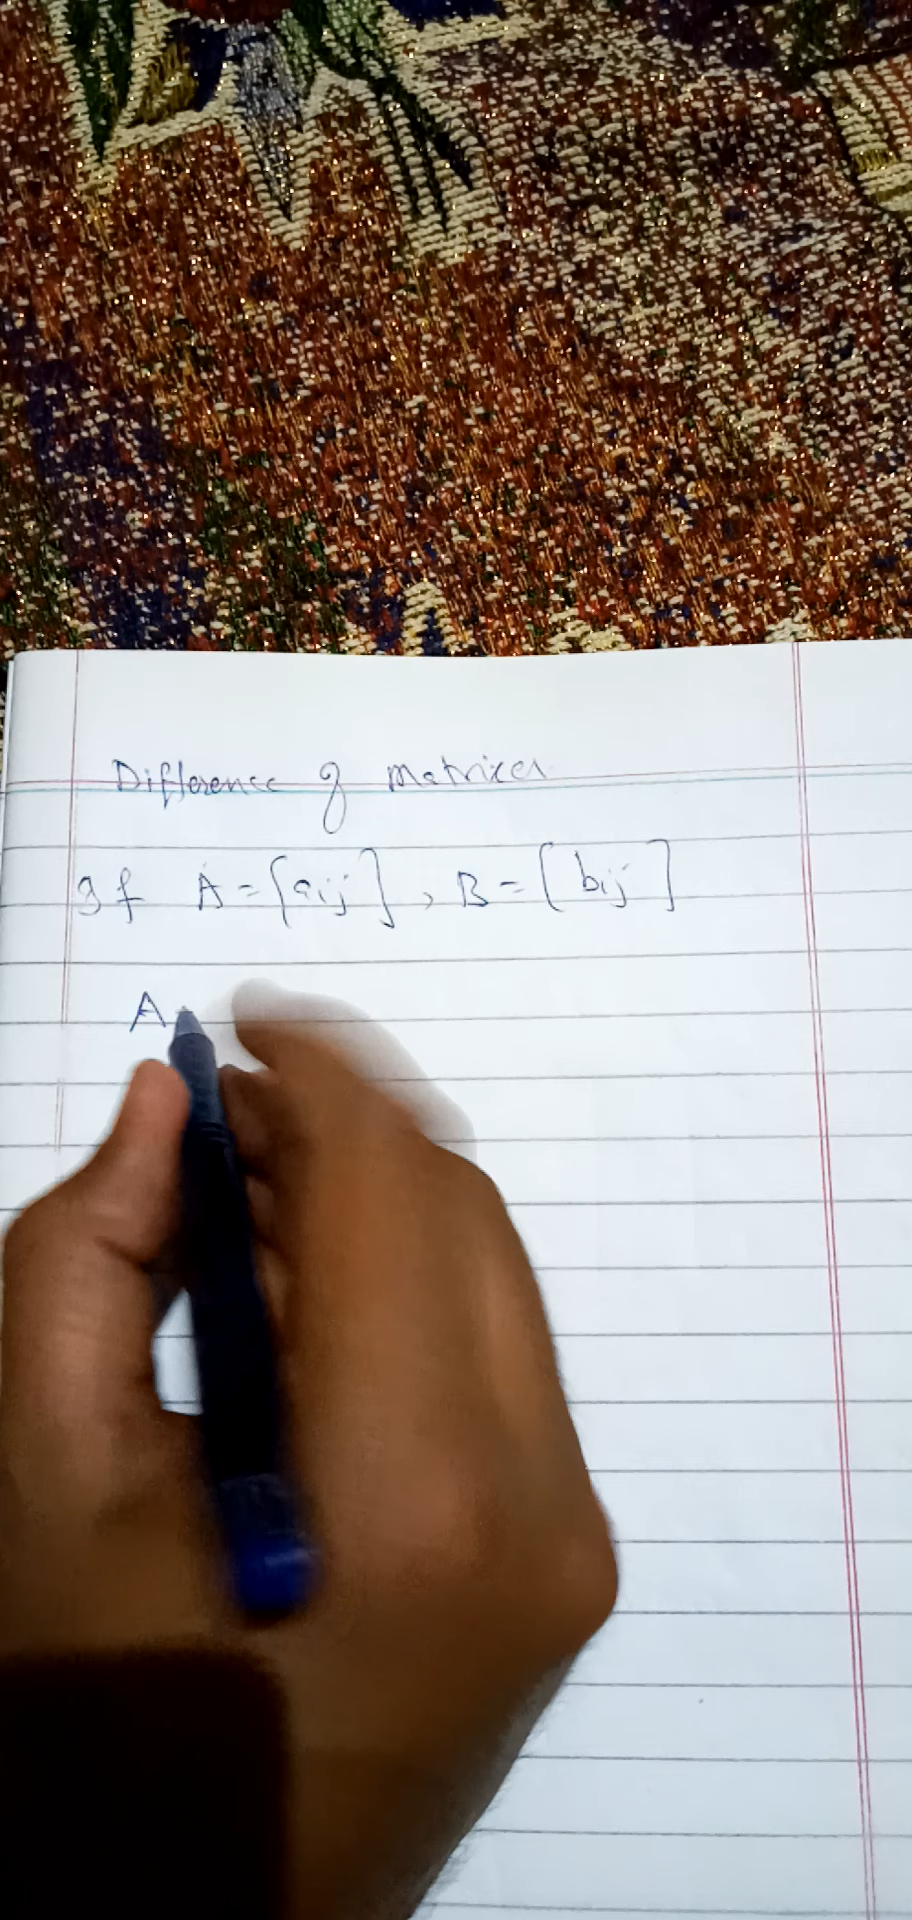 Difference of Matrices
If A = [aij], B = [bij]
A